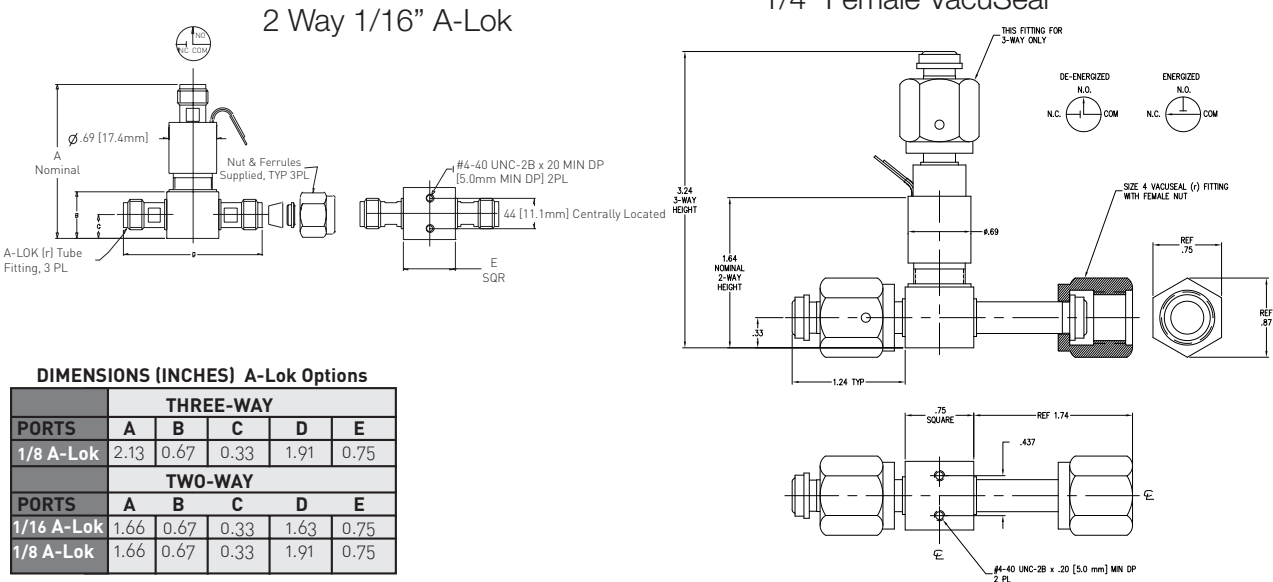 2 Way 1/16” A-Lok
NO
NC COM
Ø.69 [17.4mm]
A
Nominal
Nut & Ferrules
Supplied, TYP 3PL
B
C
D
A-LOK (r) Tube
Fitting, 3 PL
#4-40 UNC-2B x 20 MIN DP
[5.0mm MIN DP] 2PL
44 [11.1mm] Centrally Located
E
SQR
DIMENSIONS (INCHES) A-Lok Options
THREE-WAY
PORTS A B C D E
1/8 A-Lok 2.13 0.67 0.33 1.91 0.75
TWO-WAY
PORTS A B C D E
1/16 A-Lok 1.66 0.67 0.33 1.63 0.75
1/8 A-Lok 1.66 0.67 0.33 1.91 0.75
1/4” Female VacuSeal
THIS FITTING FOR
3-WAY ONLY
DE-ENERGIZED
N.O.
N.C. COM
ENERGIZED
N.O.
N.C. COM
3.24
3-WAY
HEIGHT
SIZE 4 VACUSEAL (r) FITTING
WITH FEMALE NUT
ø.69
1.64
NOMINAL
2-WAY
HEIGHT
REF
.75
REF
.87
.33
1.24 TYP
.75
SQUARE
REF 1.74
.437
℄
℄
#4-40 UNC-2B x .20 [5.0 mm] MIN DP
2 PL